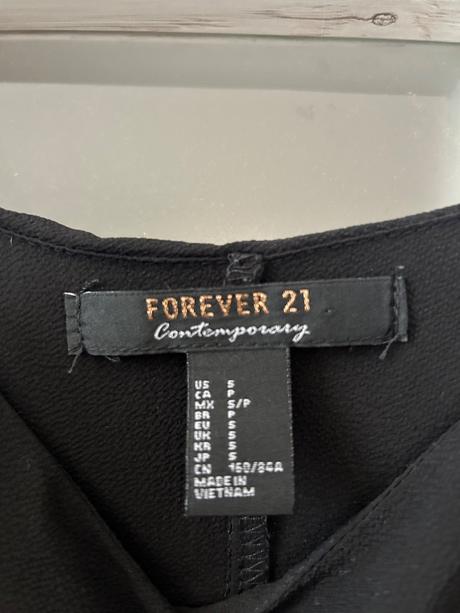 FOREVER 21
Contemporary
US S
CA P
MX S/P
BR P
EU S
UK S
KR S
JP S
CN 160/84A
MADE IN
VIETNAM